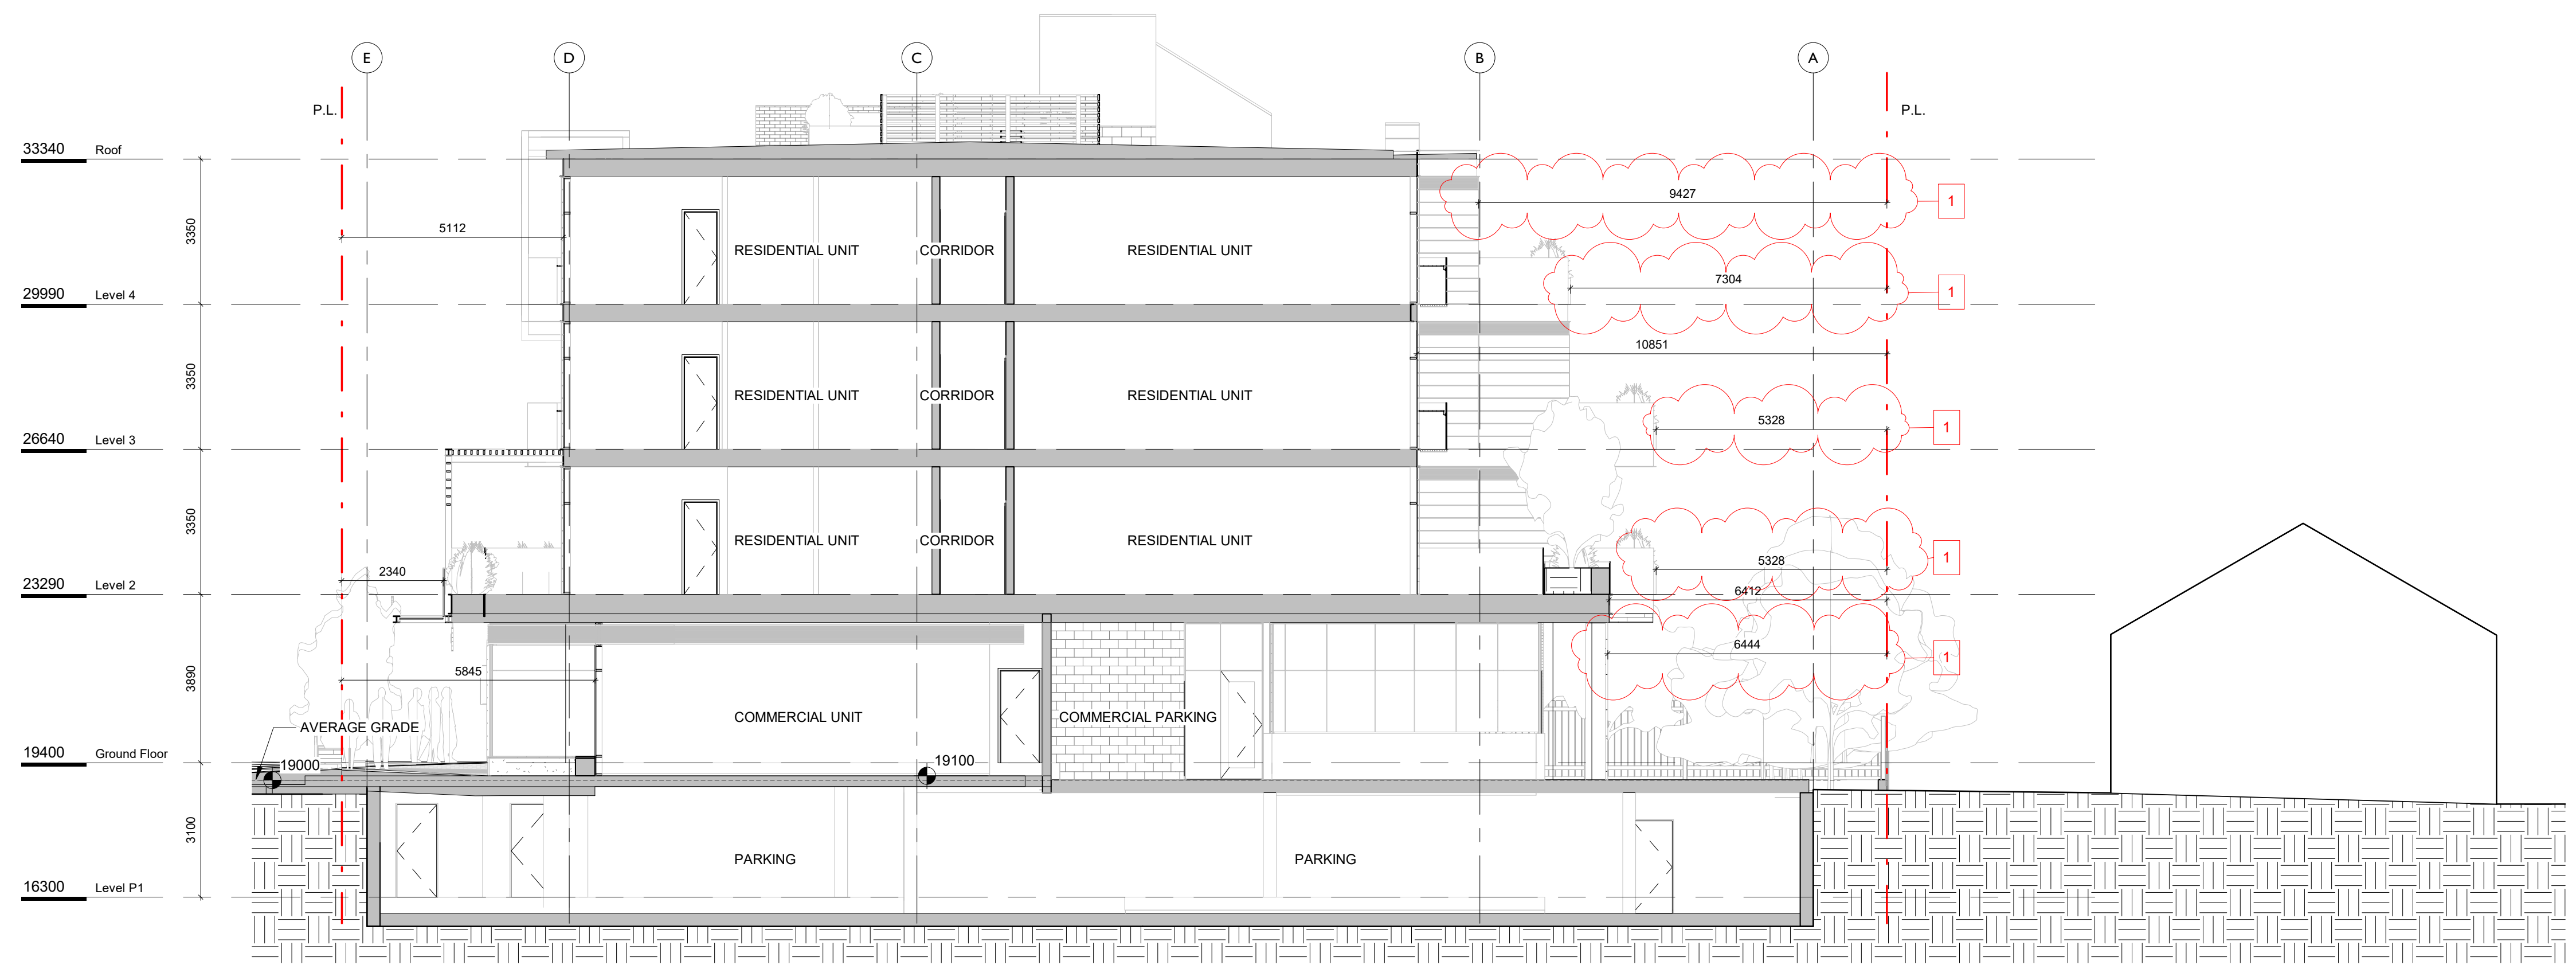 E
D
C
B
A
P.L.
P.L.
33340 Roof
9427
1
3350
5112
RESIDENTIAL UNIT
CORRIDOR
RESIDENTIAL UNIT
7304
1
29990 Level 4
10851
3350
RESIDENTIAL UNIT
CORRIDOR
RESIDENTIAL UNIT
5328
1
26640 Level 3
3350
RESIDENTIAL UNIT
CORRIDOR
RESIDENTIAL UNIT
5328
1
2340
23290 Level 2
6412
6444
1
3890
5845
COMMERCIAL UNIT
COMMERCIAL PARKING
AVERAGE GRADE
19400 Ground Floor
19000
19100
3100
PARKING
PARKING
16300 Level P1